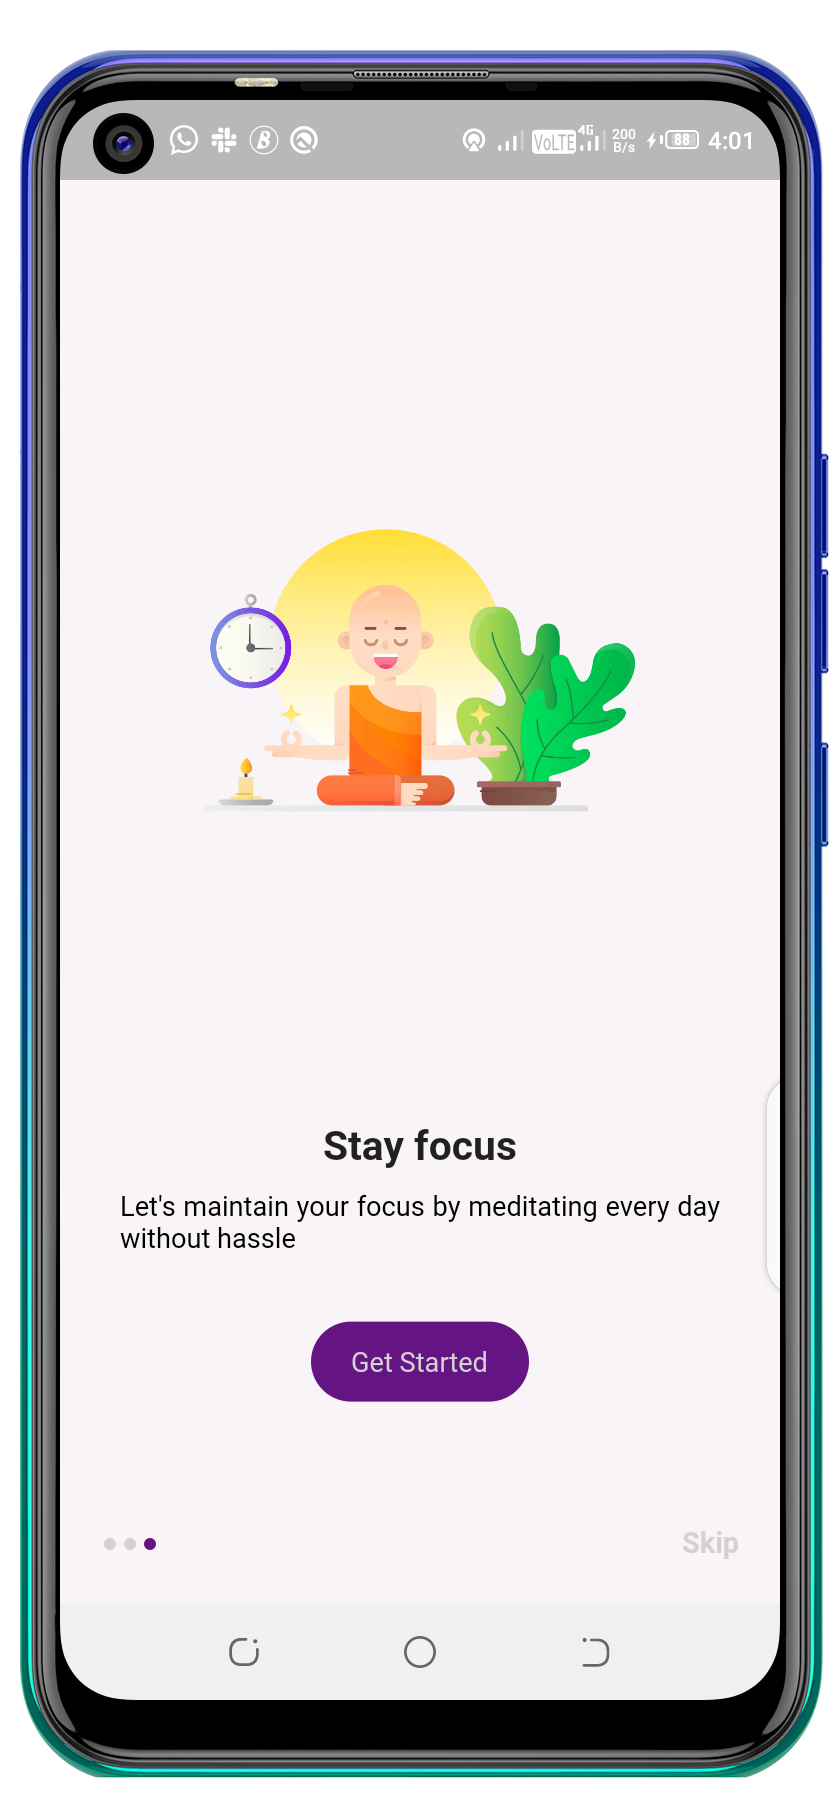 VoLTE 4G 200 B/s 88 4:01
Stay focus
Let's maintain your focus by meditating every day
without hassle
Get Started
Skip